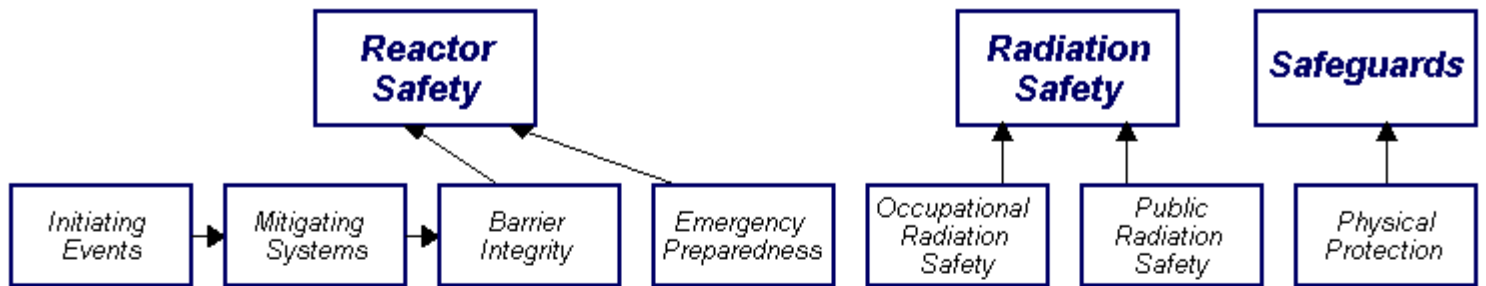 Reactor
Safety
Radiation
Safety
Safeguards
Initiating
Events
Mitigating
Systems
Barrier
Integrity
Emergency
Preparedness
Occupational
Radiation
Safety
Public
Radiation
Safety
Physical
Protection